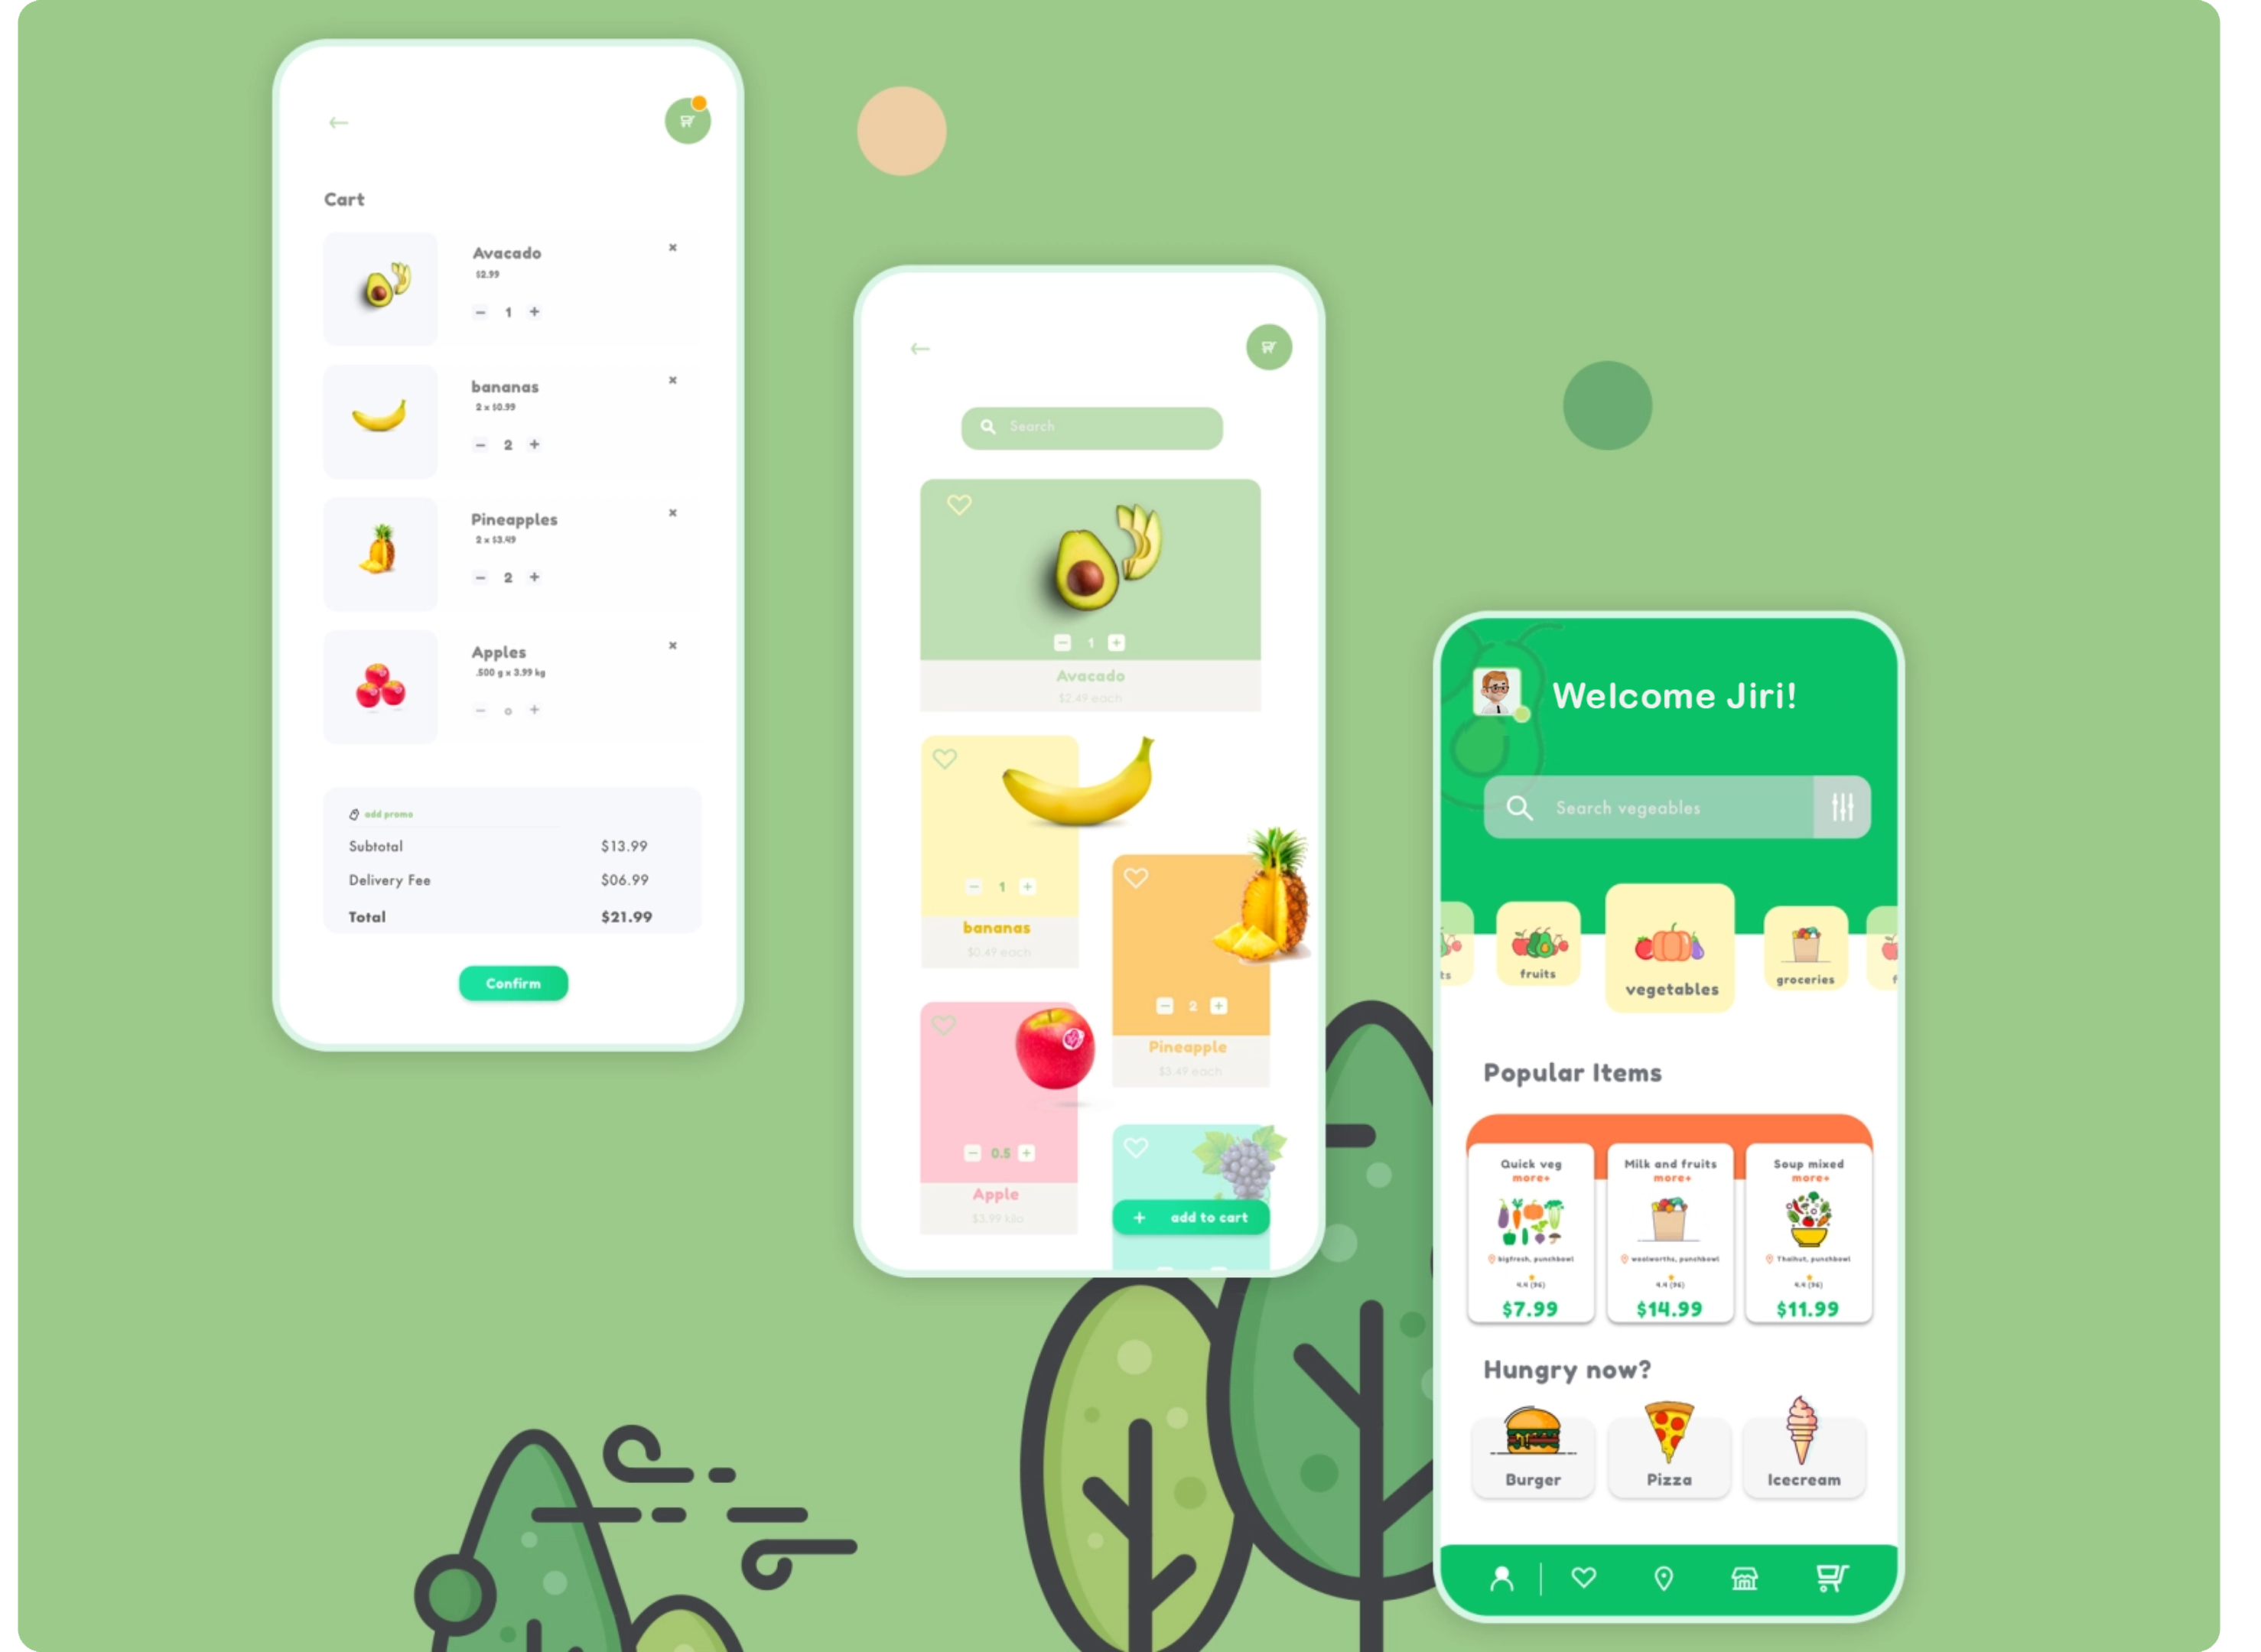 Cart
Avacado
$2.99
1
bananas
2 x $0.99
2
Pineapples
2 x $3.49
2
Apples
.500 g x 3.99 kg
0
add promo
Subtotal $13.99
Delivery Fee $06.99
Total $21.99
Confirm
Search
1
Avacado
$2.49 each
1
bananas
$0.49 each
2
Pineapple
$3.49 each
0.5
Apple
$3.99 kilo
+ add to cart
Welcome Jiri!
Search vegeables
ts
fruits
vegetables
groceries
f
Popular Items
Quick veg
more+
bigfresh, punchbowl
4.4 (96)
$7.99
Milk and fruits
more+
woolworths, punchbowl
4.4 (96)
$14.99
Soup mixed
more+
Thaihut, punchbowl
4.4 (96)
$11.99
Hungry now?
Burger
Pizza
Icecream